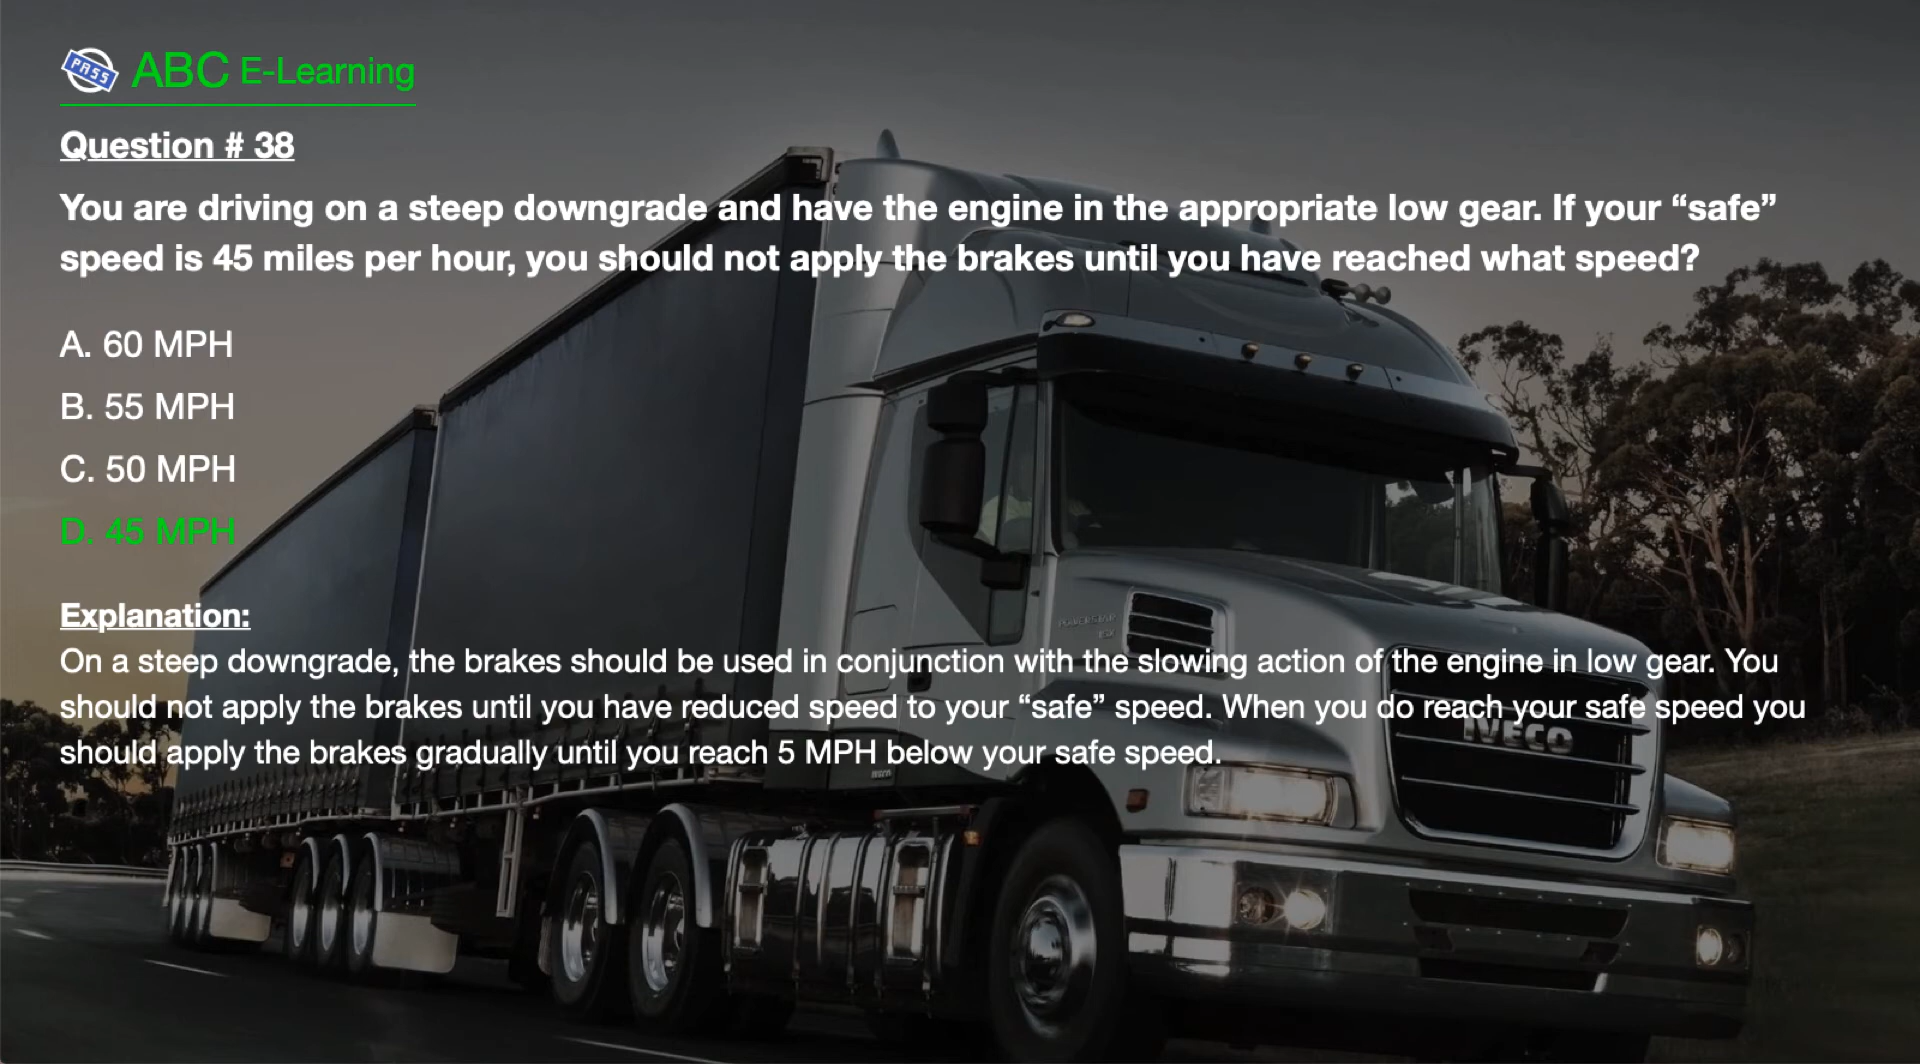 PASS
ABC E-Learning
Question # 38
You are driving on a steep downgrade and have the engine in the appropriate low gear. If your “safe”
speed is 45 miles per hour, you should not apply the brakes until you have reached what speed?
A. 60 MPH
B. 55 MPH
C. 50 MPH
D. 45 MPH
Explanation:
On a steep downgrade, the brakes should be used in conjunction with the slowing action of the engine in low gear. You
should not apply the brakes until you have reduced speed to your “safe” speed. When you do reach your safe speed you
should apply the brakes gradually until you reach 5 MPH below your safe speed.
POWERSTAR
IVECO
IVECO